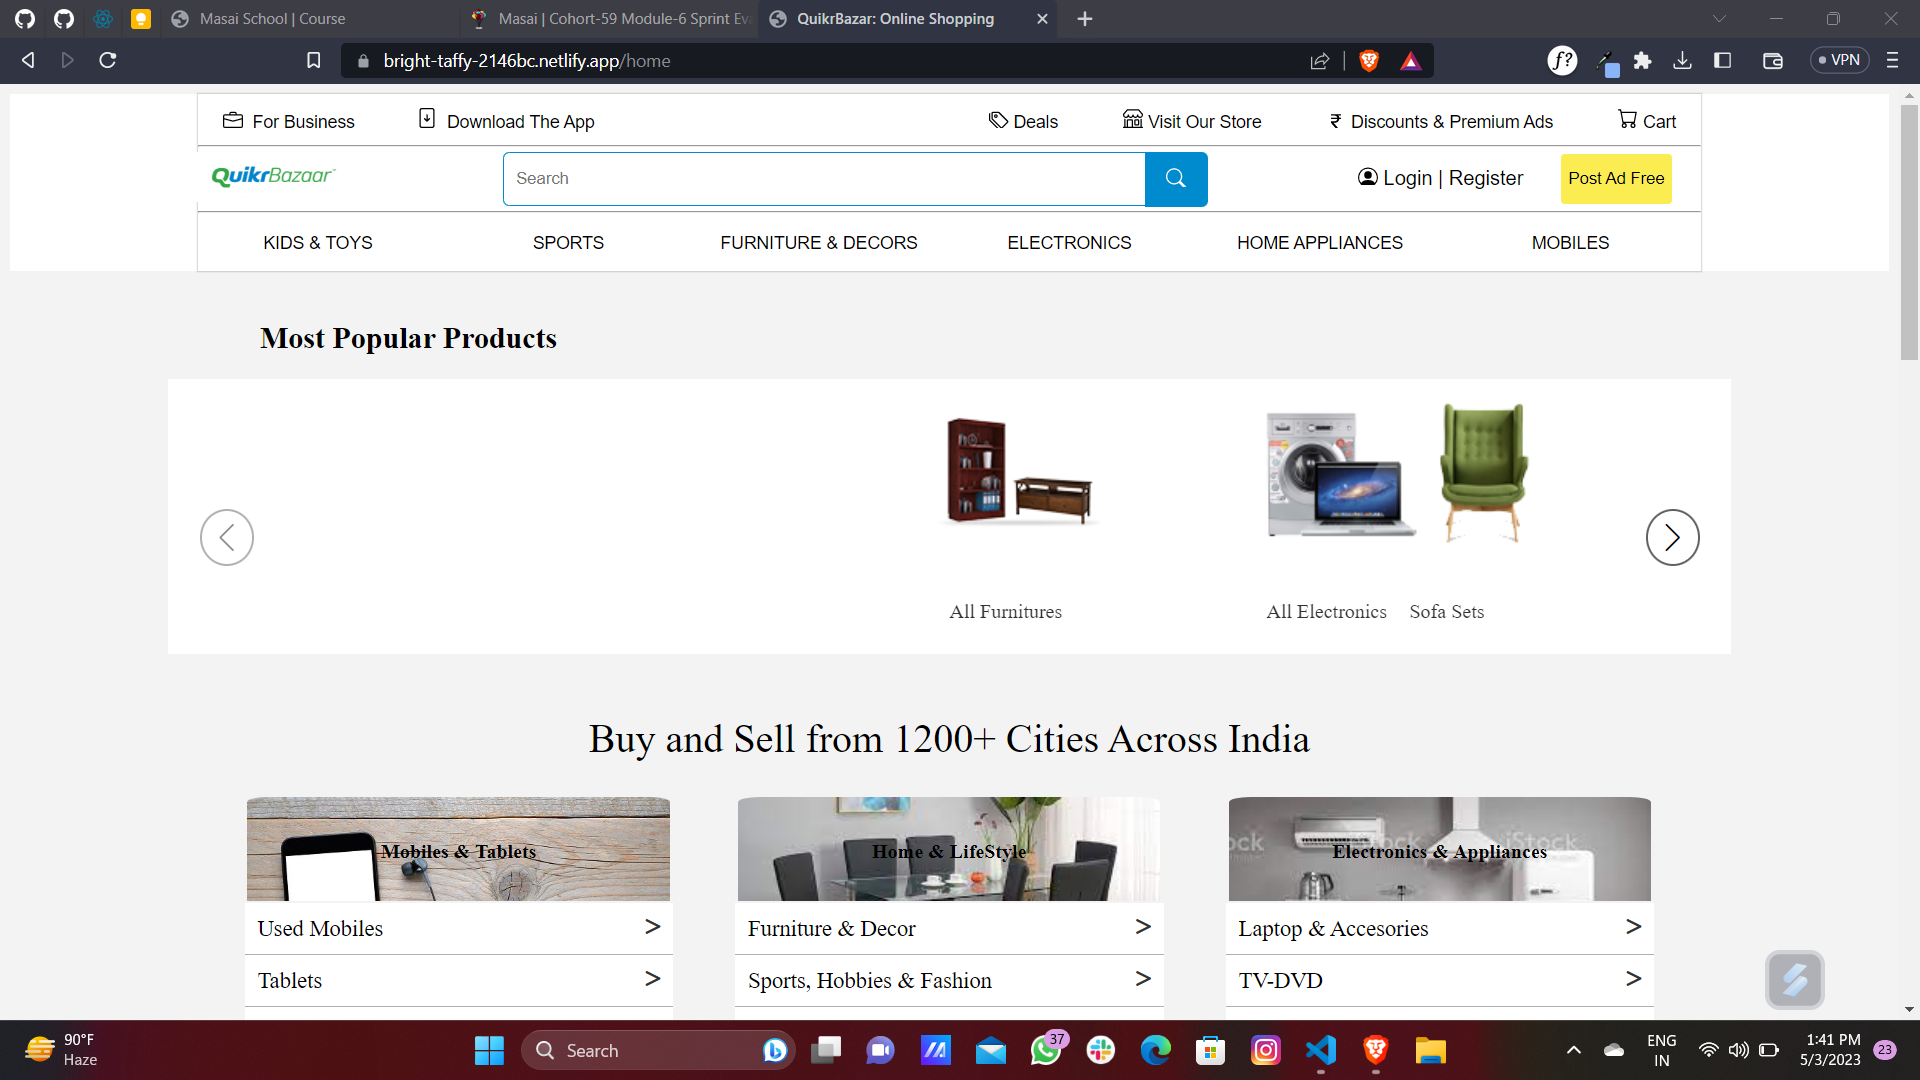 Masai School | Course
Masai | Cohort-59 Module-6 Sprint Eva
QuikrBazar: Online Shopping
bright-taffy-2146bc.netlify.app/home
f?
VPN
For Business
Download The App
Deals
Visit Our Store
₹ Discounts & Premium Ads
Cart
QuikrBazaar
Search
Login | Register
Post Ad Free
KIDS & TOYS
SPORTS
FURNITURE & DECORS
ELECTRONICS
HOME APPLIANCES
MOBILES
Most Popular Products
All Furnitures
All Electronics
Sofa Sets
Buy and Sell from 1200+ Cities Across India
Mobiles & Tablets
Home & LifeStyle
Electronics & Appliances
Used Mobiles >
Furniture & Decor >
Laptop & Accesories >
Tablets >
Sports, Hobbies & Fashion >
TV-DVD >
90°F
Haze
Search
37
ENG
IN
1:41 PM
5/3/2023
23